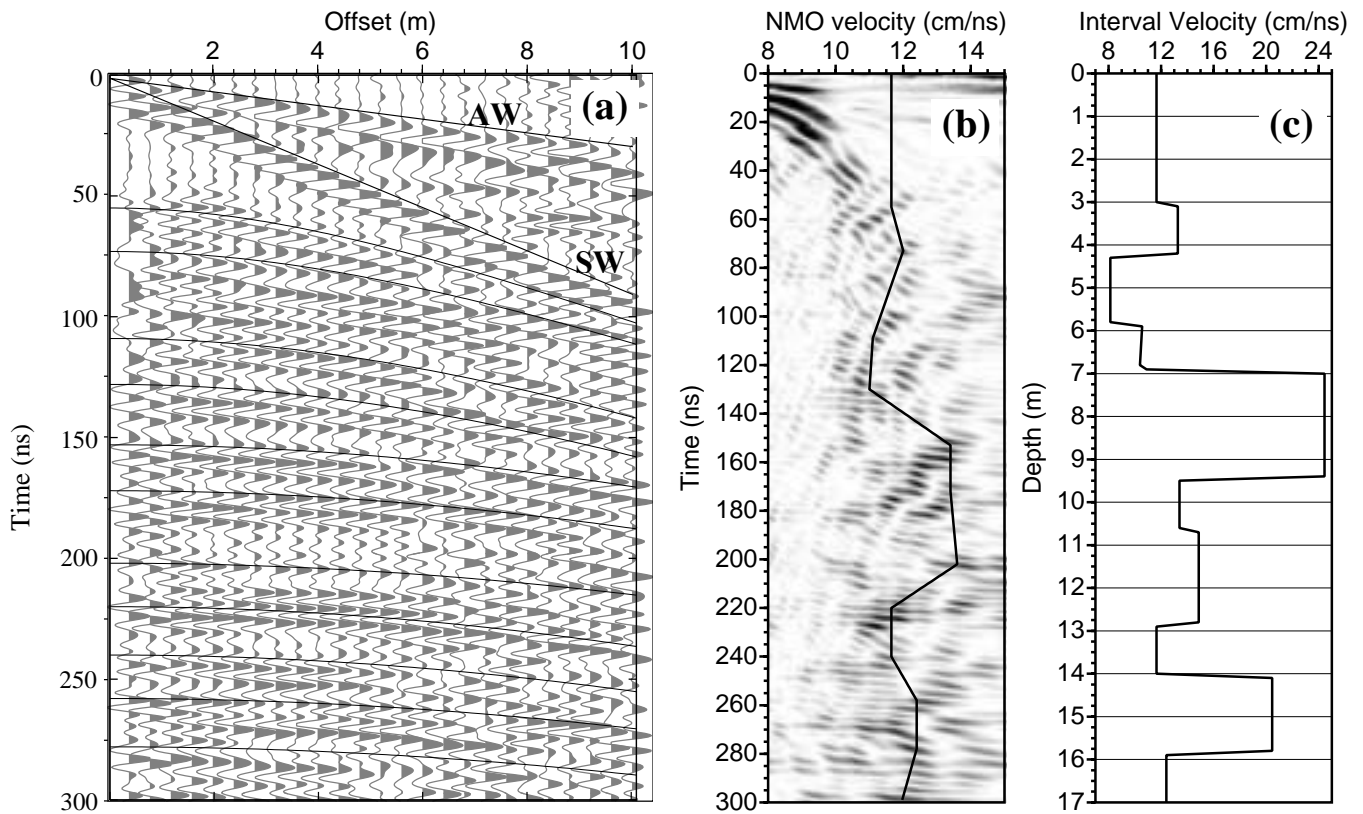 Offset (m)
2 4 6 8 10
0
50
100
150
200
250
300
Time (ns)
AW
SW
(a)
NMO velocity (cm/ns)
8 10 12 14
0
20
40
60
80
100
120
140
160
180
200
220
240
260
280
300
Time (ns)
(b)
Interval Velocity (cm/ns)
8 12 16 20 24
0
1
2
3
4
5
6
7
8
9
10
11
12
13
14
15
16
17
Depth (m)
(c)